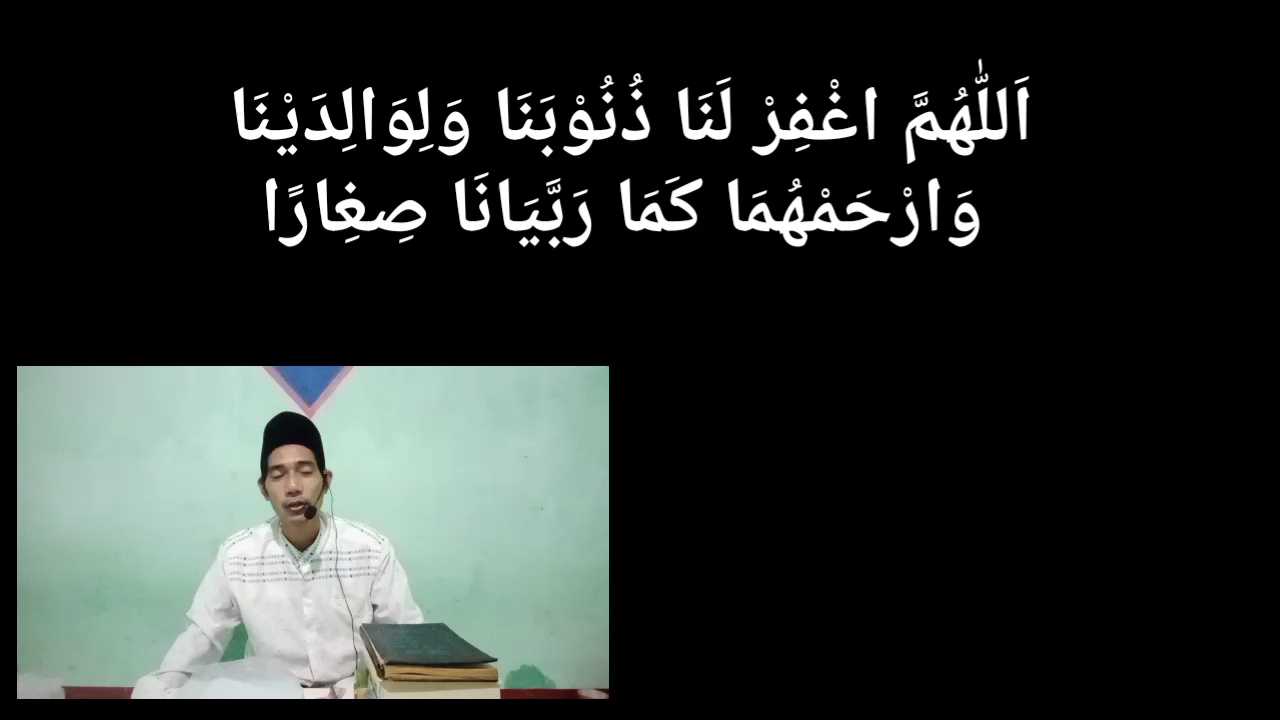 اَللّٰهُمَّ اغْفِرْ لَنَا ذُنُوْبَنَا وَلِوَالِدَيْنَا
وَارْحَمْهُمَا كَمَا رَبَّيَانَا صِغِارًا